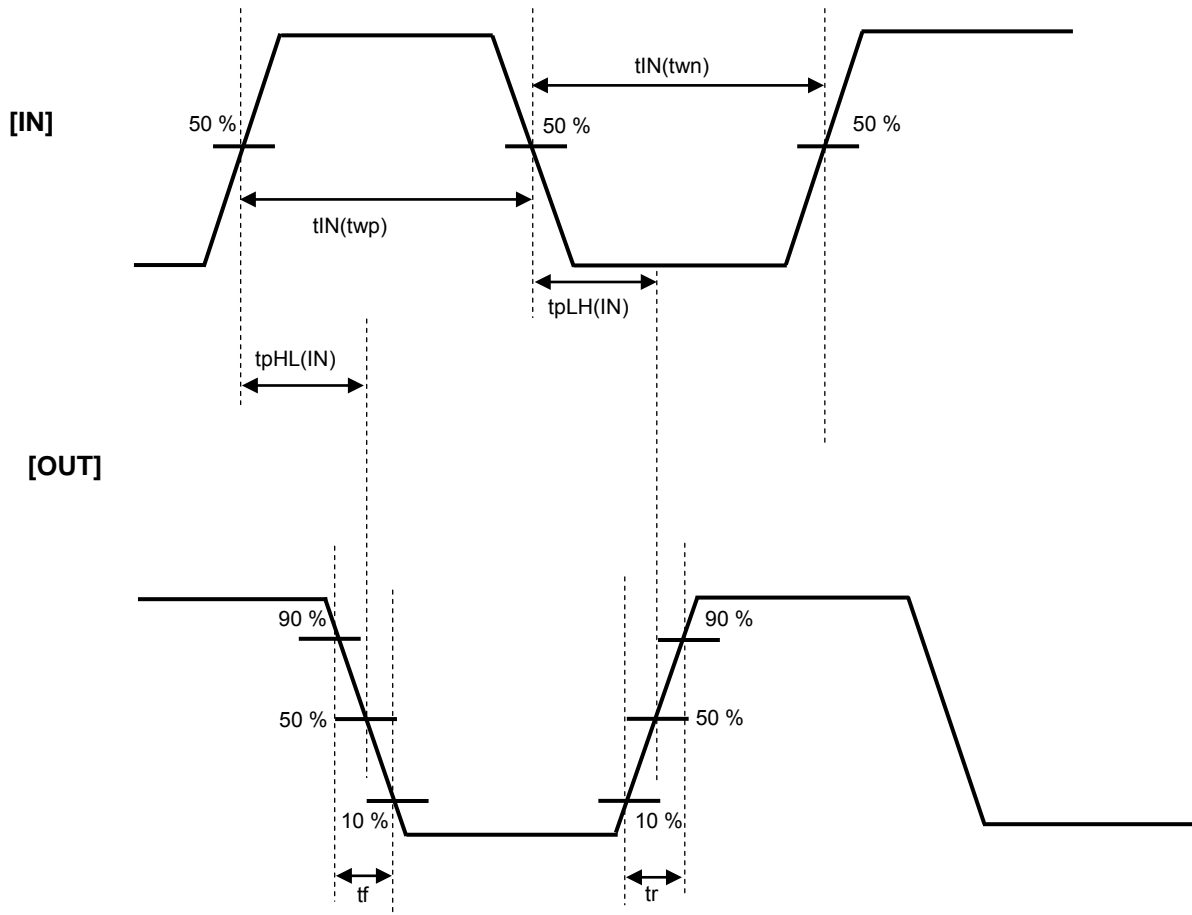 tIN(twn)
[IN]
50 %
50 %
50 %
tIN(twp)
tpLH(IN)
tpHL(IN)
[OUT]
90 %
90 %
50 %
50 %
10 %
10 %
tf
tr